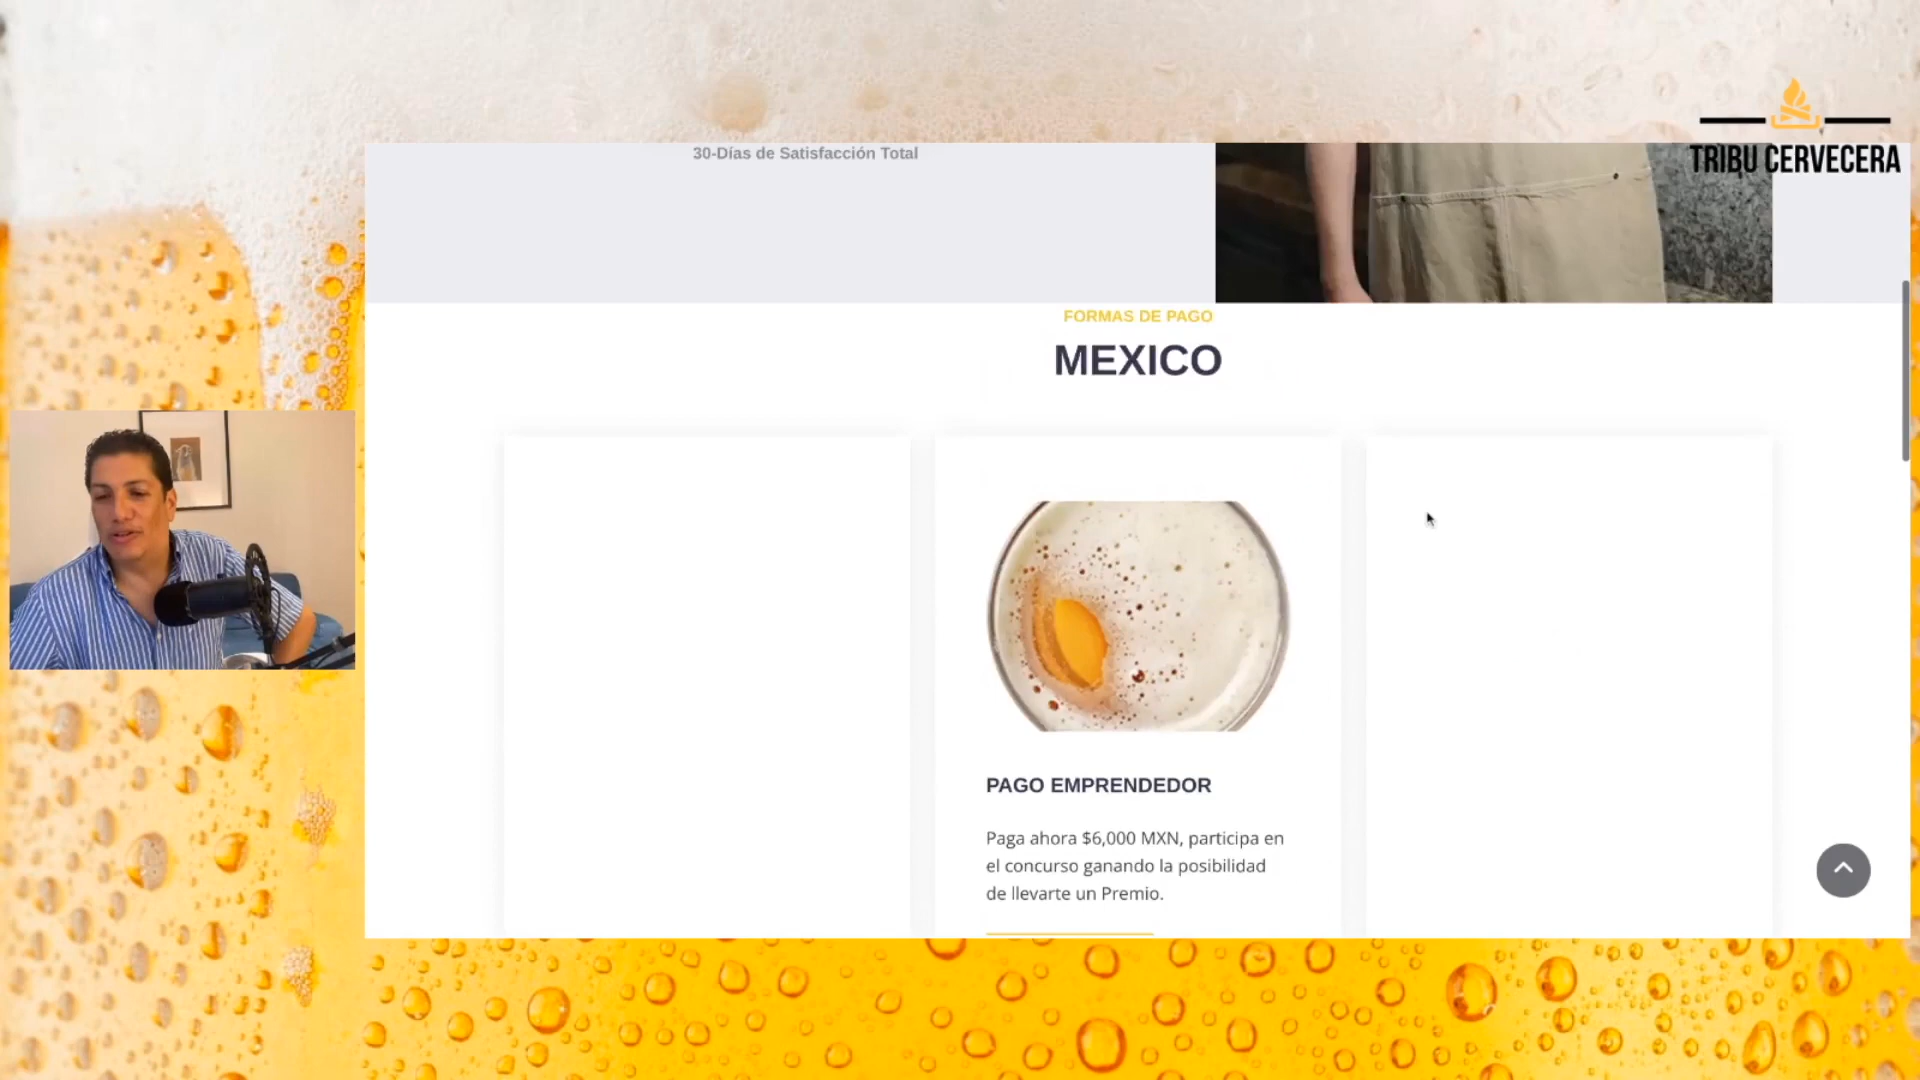 TRIBU CERVECERA
30-Días de Satisfacción Total
FORMAS DE PAGO
MEXICO
PAGO EMPRENDEDOR
Paga ahora $6,000 MXN, participa en
el concurso ganando la posibilidad
de llevarte un Premio.